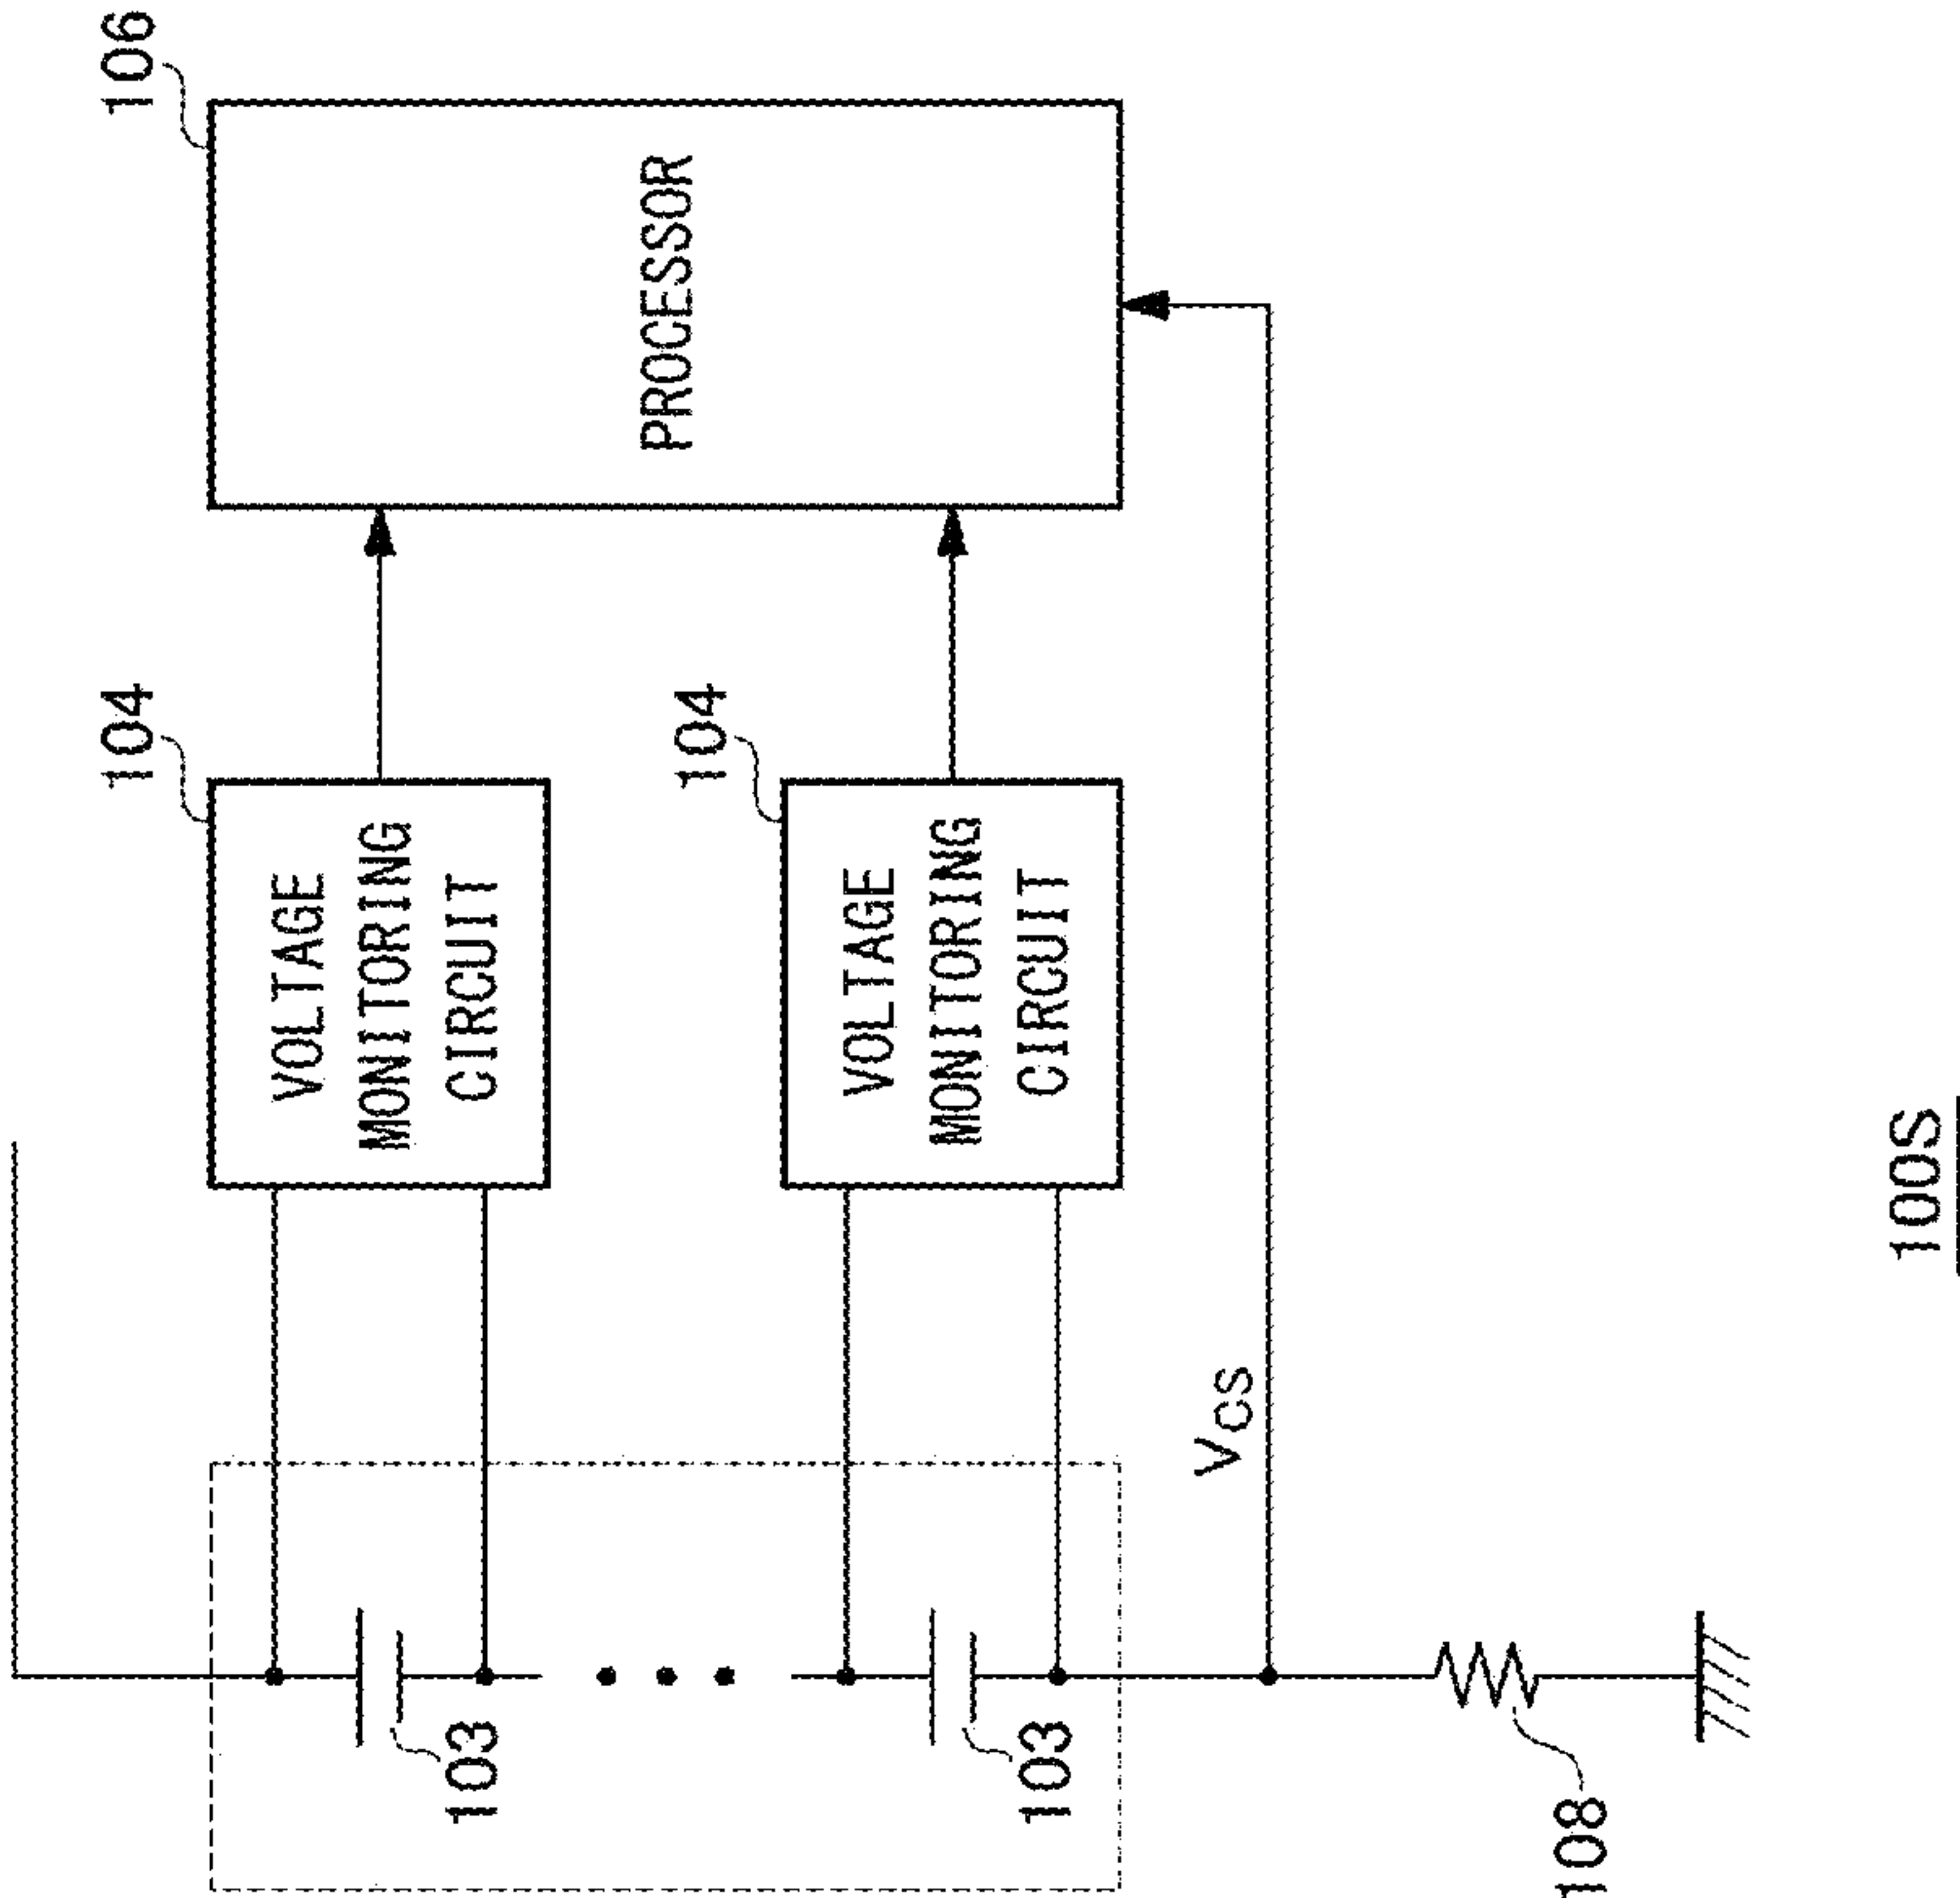 106
PROCESSOR
104
VOLTAGE
MONITORING
CIRCUIT
104
VOLTAGE
MONITORING
CIRCUIT
103
103
VCS
108
100S